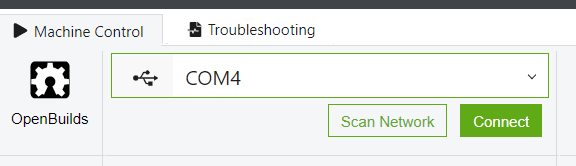 Machine Control
Troubleshooting
COM4
OpenBuilds
Scan Network
Connect